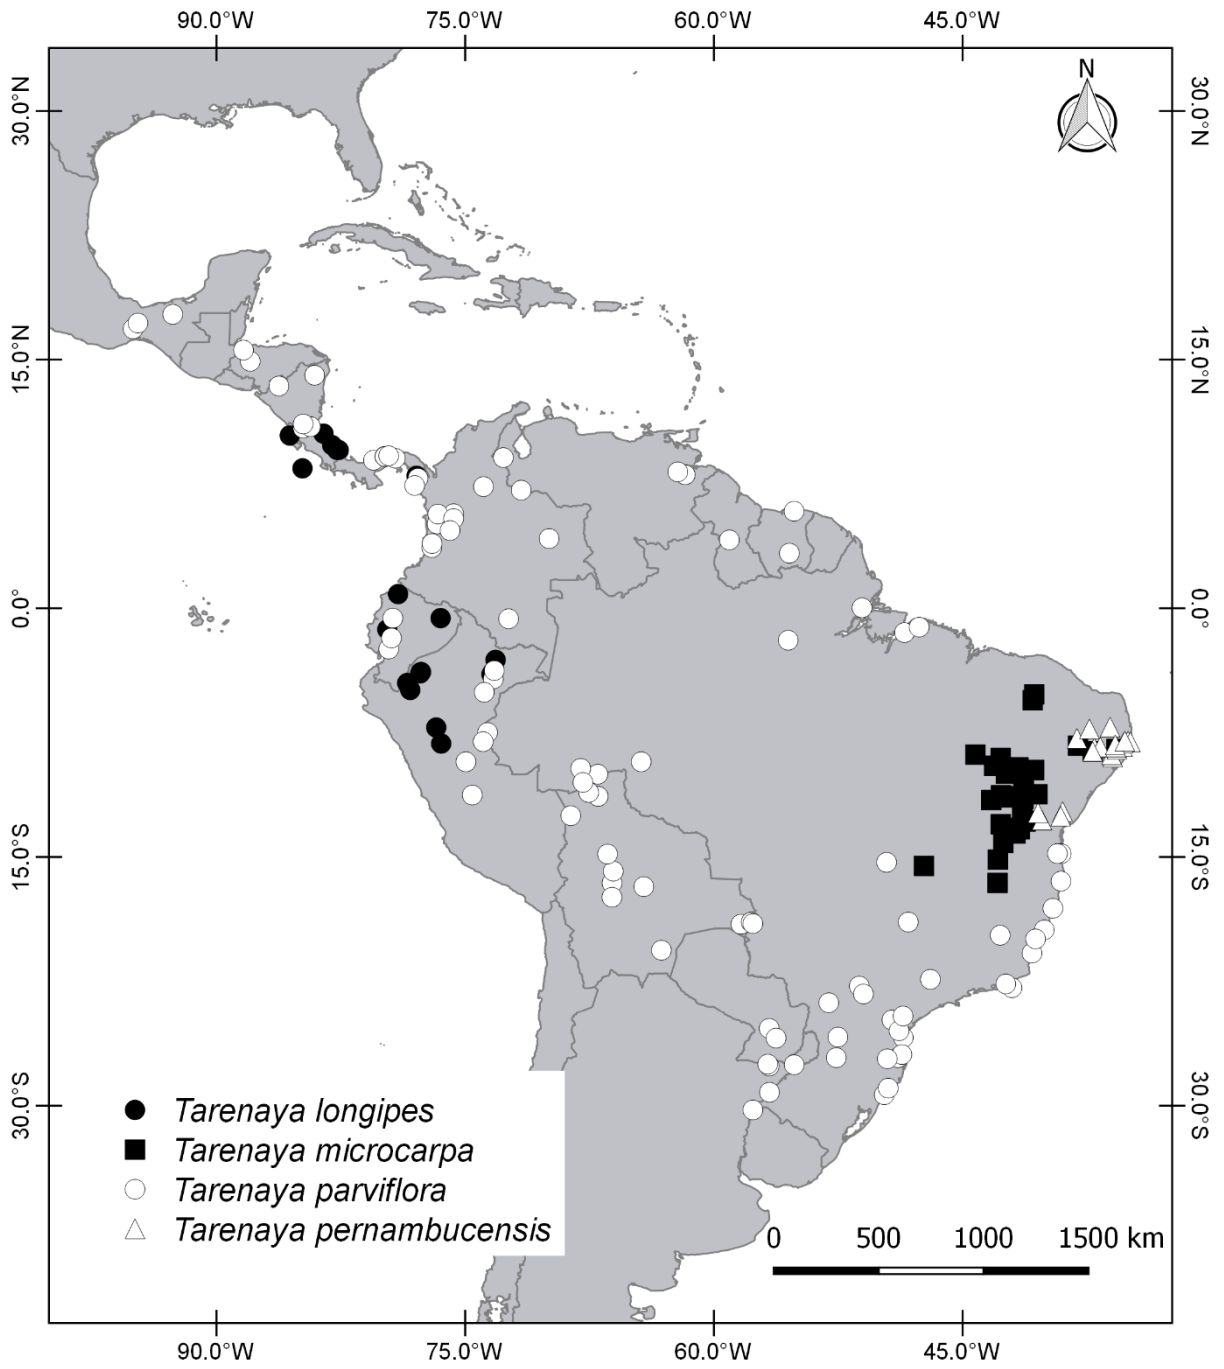 90.0°W 75.0°W 60.0°W 45.0°W
N
30.0°N 30.0°N
15.0°N 15.0°N
0.0° 0.0°
15.0°S 15.0°S
30.0°S 30.0°S
Tarenaya longipes
Tarenaya microcarpa
Tarenaya parviflora
Tarenaya pernambucensis
0 500 1000 1500 km
90.0°W 75.0°W 60.0°W 45.0°W